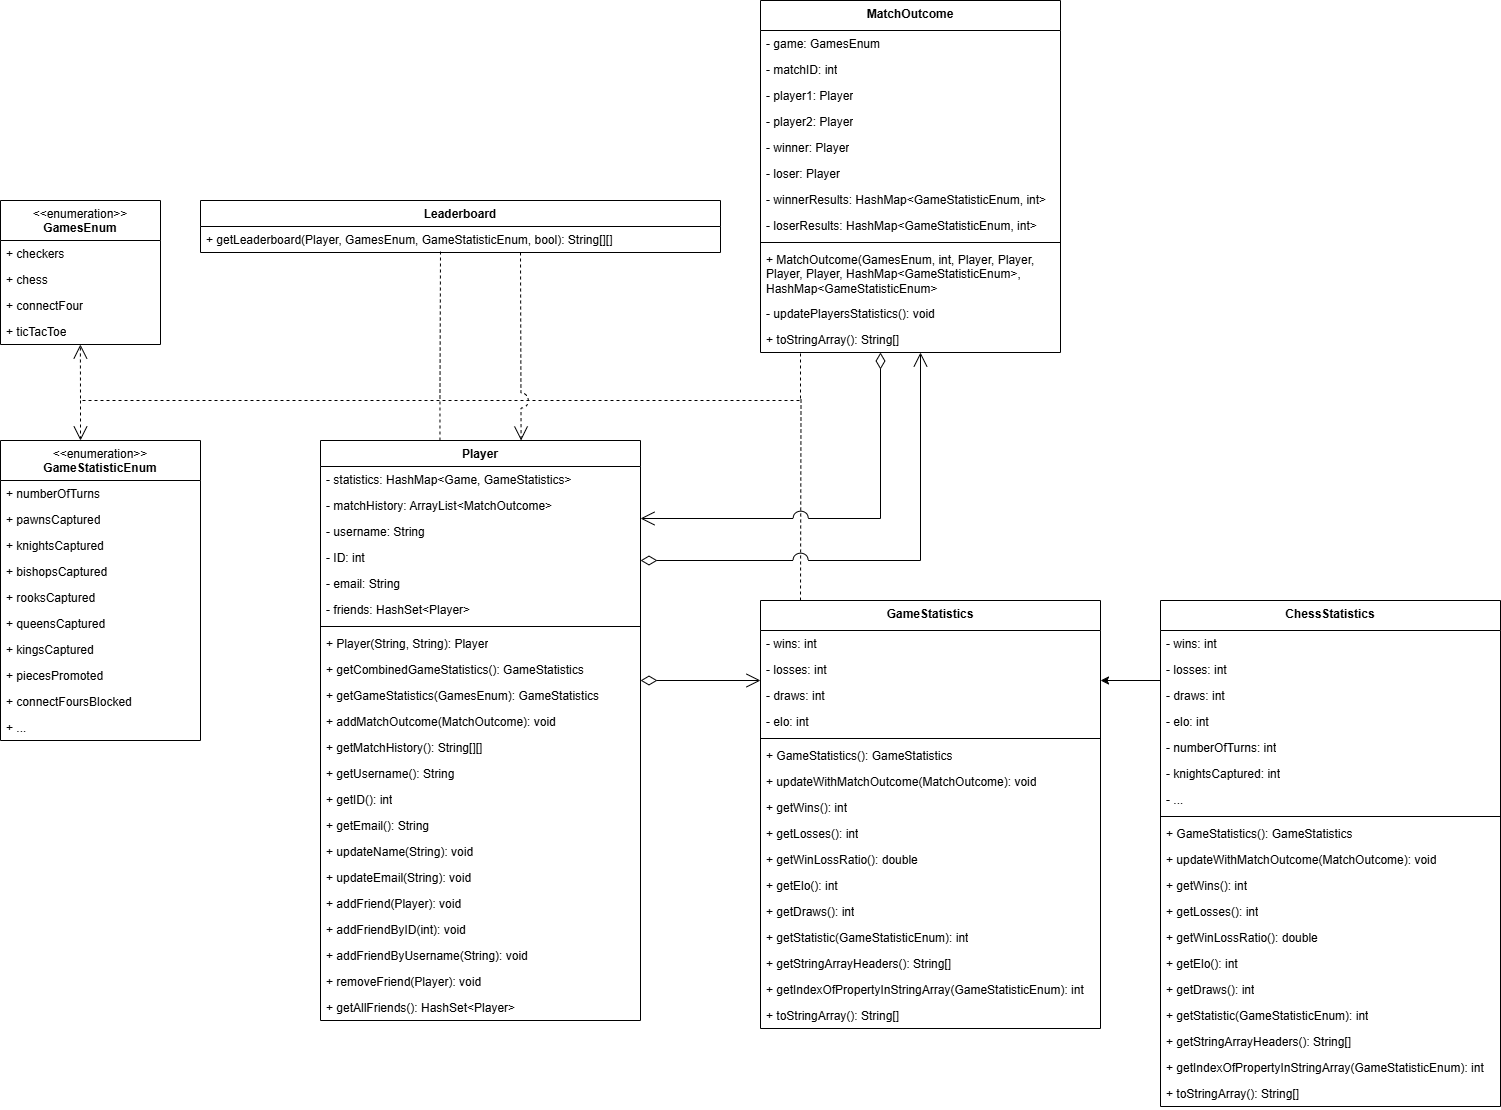 MatchOutcome
- game: GamesEnum
- matchID: int
- player1: Player
- player2: Player
- winner: Player
- loser: Player
- winnerResults: HashMap<GameStatisticEnum, int>
- loserResults: HashMap<GameStatisticEnum, int>
+ MatchOutcome(GamesEnum, int, Player, Player,
Player, Player, HashMap<GameStatisticEnum>,
HashMap<GameStatisticEnum>
- updatePlayersStatistics(): void
+ toStringArray(): String[]
<<enumeration>>
GamesEnum
+ checkers
+ chess
+ connectFour
+ ticTacToe
Leaderboard
+ getLeaderboard(Player, GamesEnum, GameStatisticEnum, bool): String[][]
<<enumeration>>
GameStatisticEnum
+ numberOfTurns
+ pawnsCaptured
+ knightsCaptured
+ bishopsCaptured
+ rooksCaptured
+ queensCaptured
+ kingsCaptured
+ piecesPromoted
+ connectFoursBlocked
+ ...
Player
- statistics: HashMap<Game, GameStatistics>
- matchHistory: ArrayList<MatchOutcome>
- username: String
- ID: int
- email: String
- friends: HashSet<Player>
+ Player(String, String): Player
+ getCombinedGameStatistics(): GameStatistics
+ getGameStatistics(GamesEnum): GameStatistics
+ addMatchOutcome(MatchOutcome): void
+ getMatchHistory(): String[][]
+ getUsername(): String
+ getID(): int
+ getEmail(): String
+ updateName(String): void
+ updateEmail(String): void
+ addFriend(Player): void
+ addFriendByID(int): void
+ addFriendByUsername(String): void
+ removeFriend(Player): void
+ getAllFriends(): HashSet<Player>
GameStatistics
- wins: int
- losses: int
- draws: int
- elo: int
+ GameStatistics(): GameStatistics
+ updateWithMatchOutcome(MatchOutcome): void
+ getWins(): int
+ getLosses(): int
+ getWinLossRatio(): double
+ getElo(): int
+ getDraws(): int
+ getStatistic(GameStatisticEnum): int
+ getStringArrayHeaders(): String[]
+ getIndexOfPropertyInStringArray(GameStatisticEnum): int
+ toStringArray(): String[]
ChessStatistics
- wins: int
- losses: int
- draws: int
- elo: int
- numberOfTurns: int
- knightsCaptured: int
- ...
+ GameStatistics(): GameStatistics
+ updateWithMatchOutcome(MatchOutcome): void
+ getWins(): int
+ getLosses(): int
+ getWinLossRatio(): double
+ getElo(): int
+ getDraws(): int
+ getStatistic(GameStatisticEnum): int
+ getStringArrayHeaders(): String[]
+ getIndexOfPropertyInStringArray(GameStatisticEnum): int
+ toStringArray(): String[]